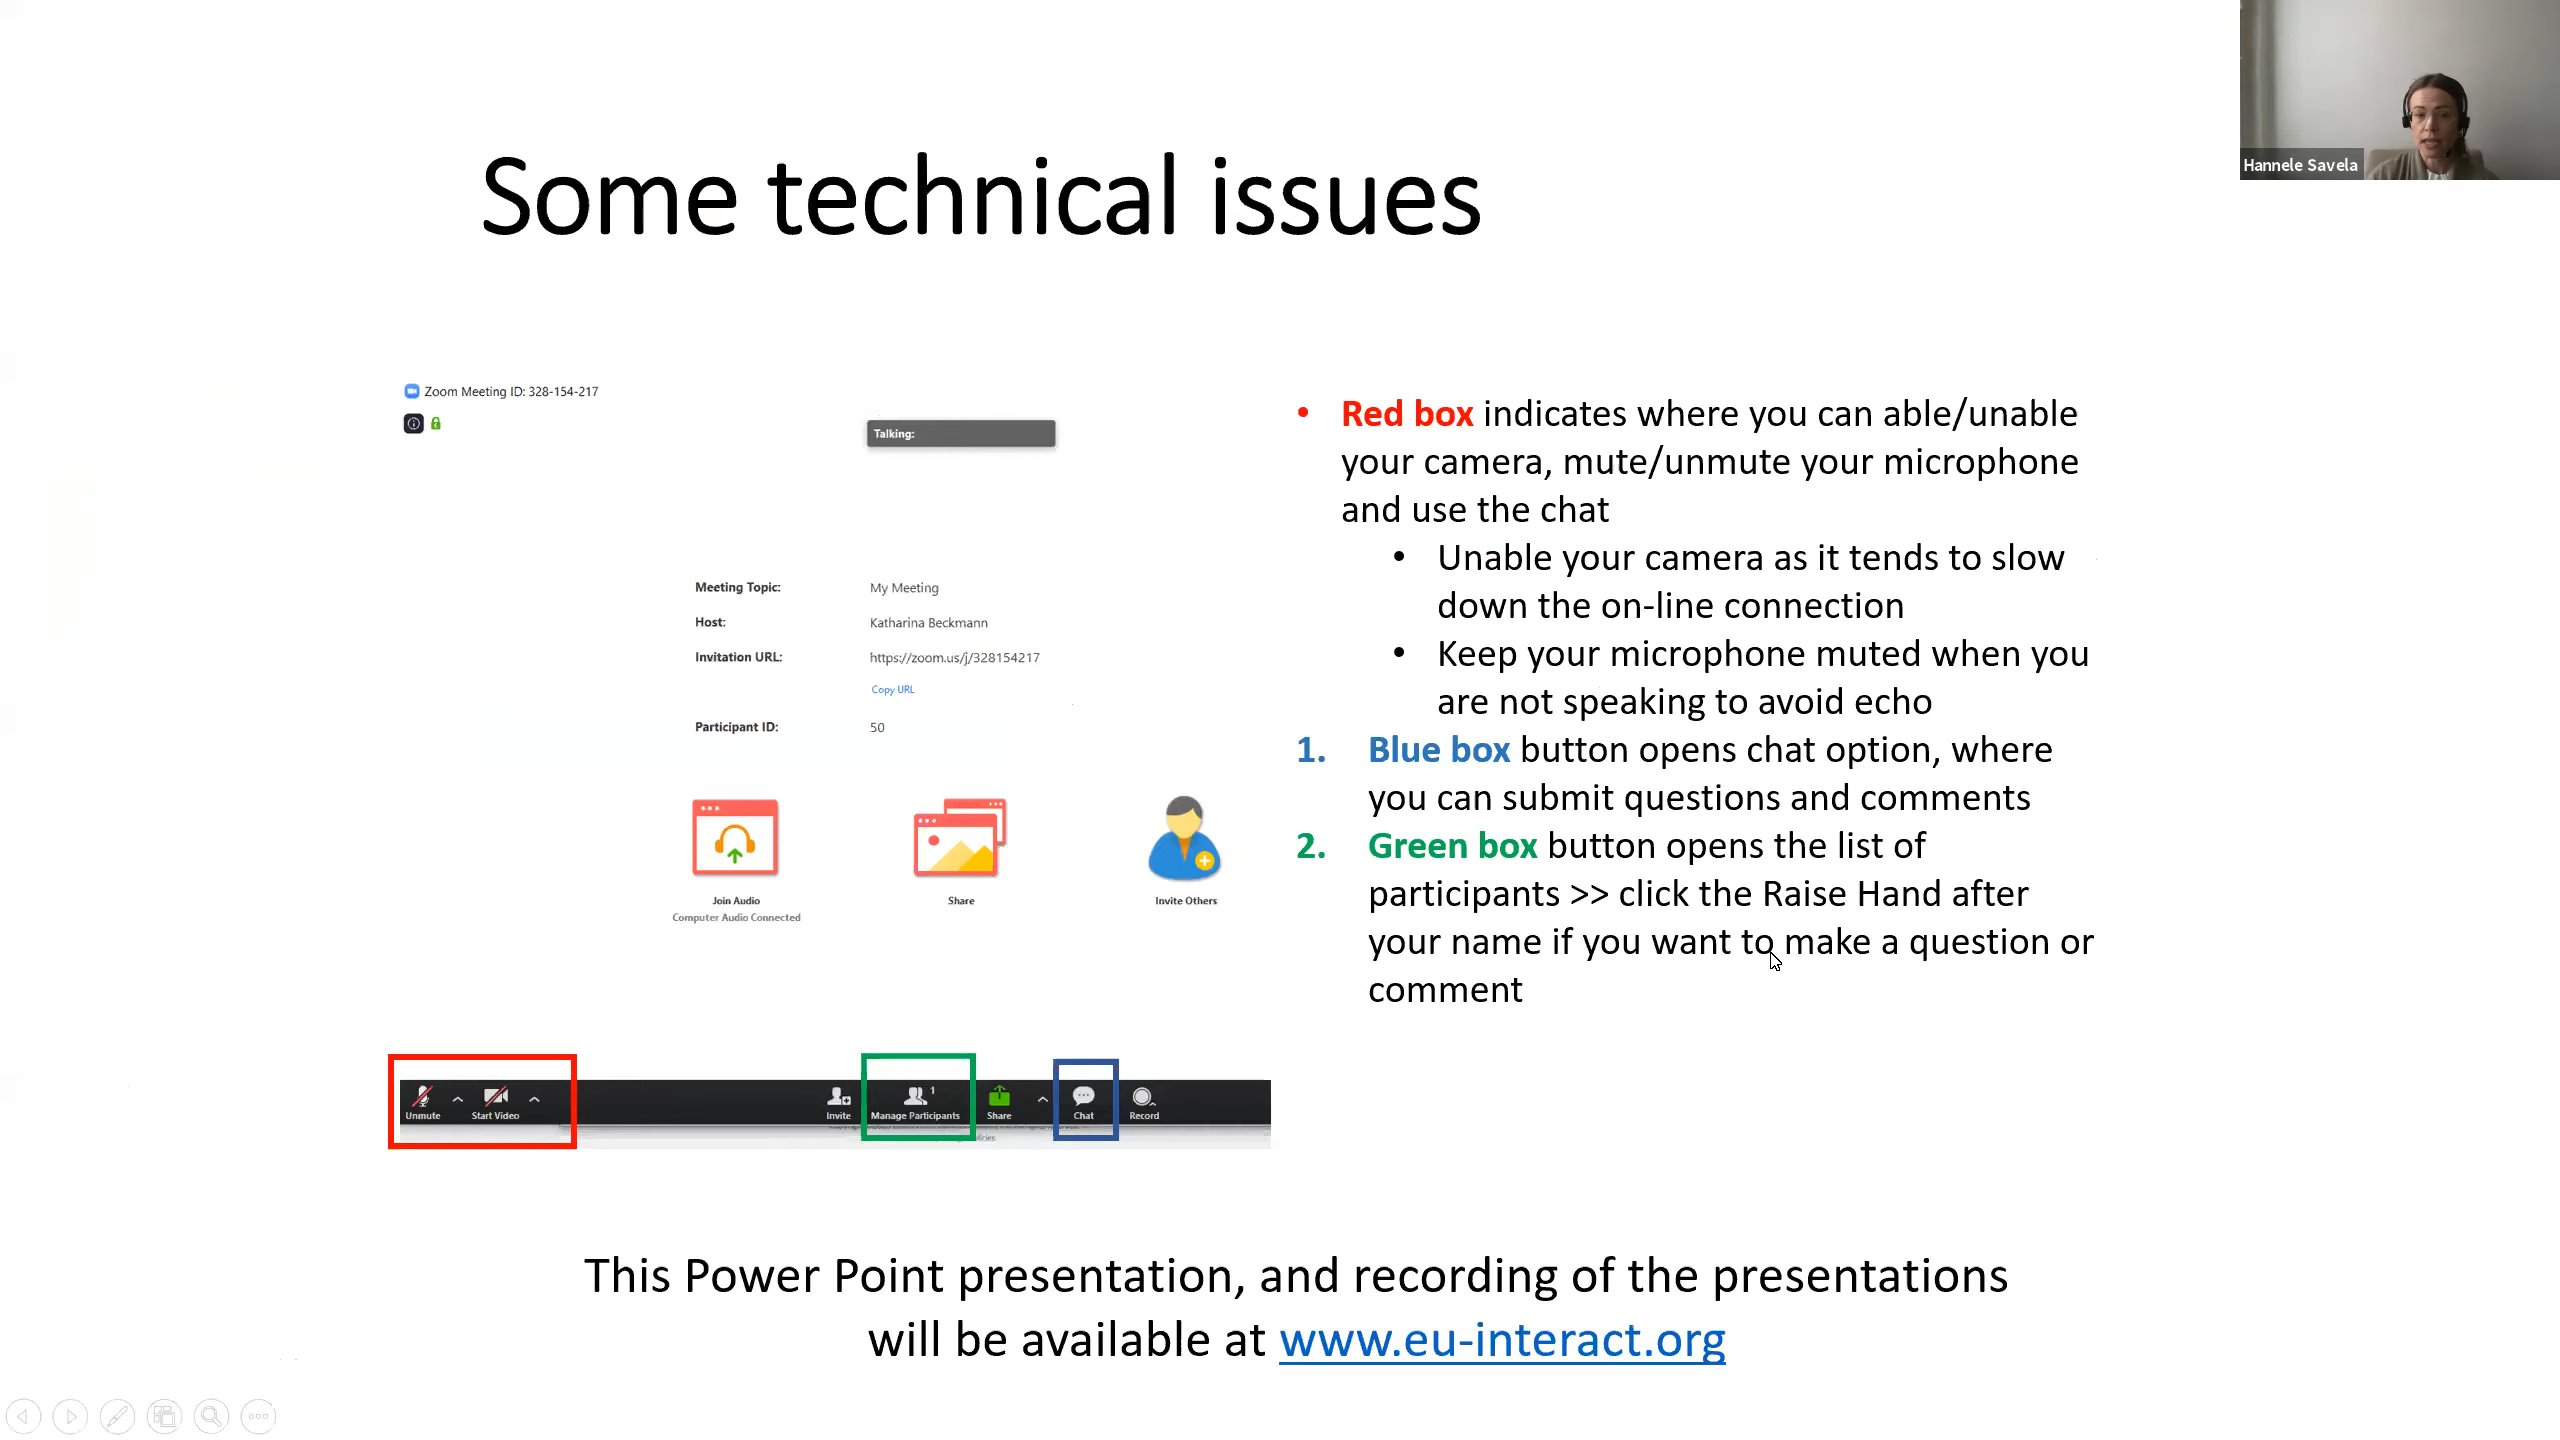 Hannele Savela
Some technical issues
Zoom Meeting ID: 328-154-217
Talking:
Meeting Topic: My Meeting
Host: Katharina Beckmann
Invitation URL: https://zoom.us/j/328154217
Copy URL
Participant ID: 50
Join Audio
Computer Audio Connected
Share
Invite Others
Unmute
Start Video
Invite
1
Manage Participants
Share
Chat
Record
• Red box indicates where you can able/unable
your camera, mute/unmute your microphone
and use the chat
• Unable your camera as it tends to slow
down the on-line connection
• Keep your microphone muted when you
are not speaking to avoid echo
1. Blue box button opens chat option, where
you can submit questions and comments
2. Green box button opens the list of
participants >> click the Raise Hand after
your name if you want to make a question or
comment
This Power Point presentation, and recording of the presentations
will be available at www.eu-interact.org